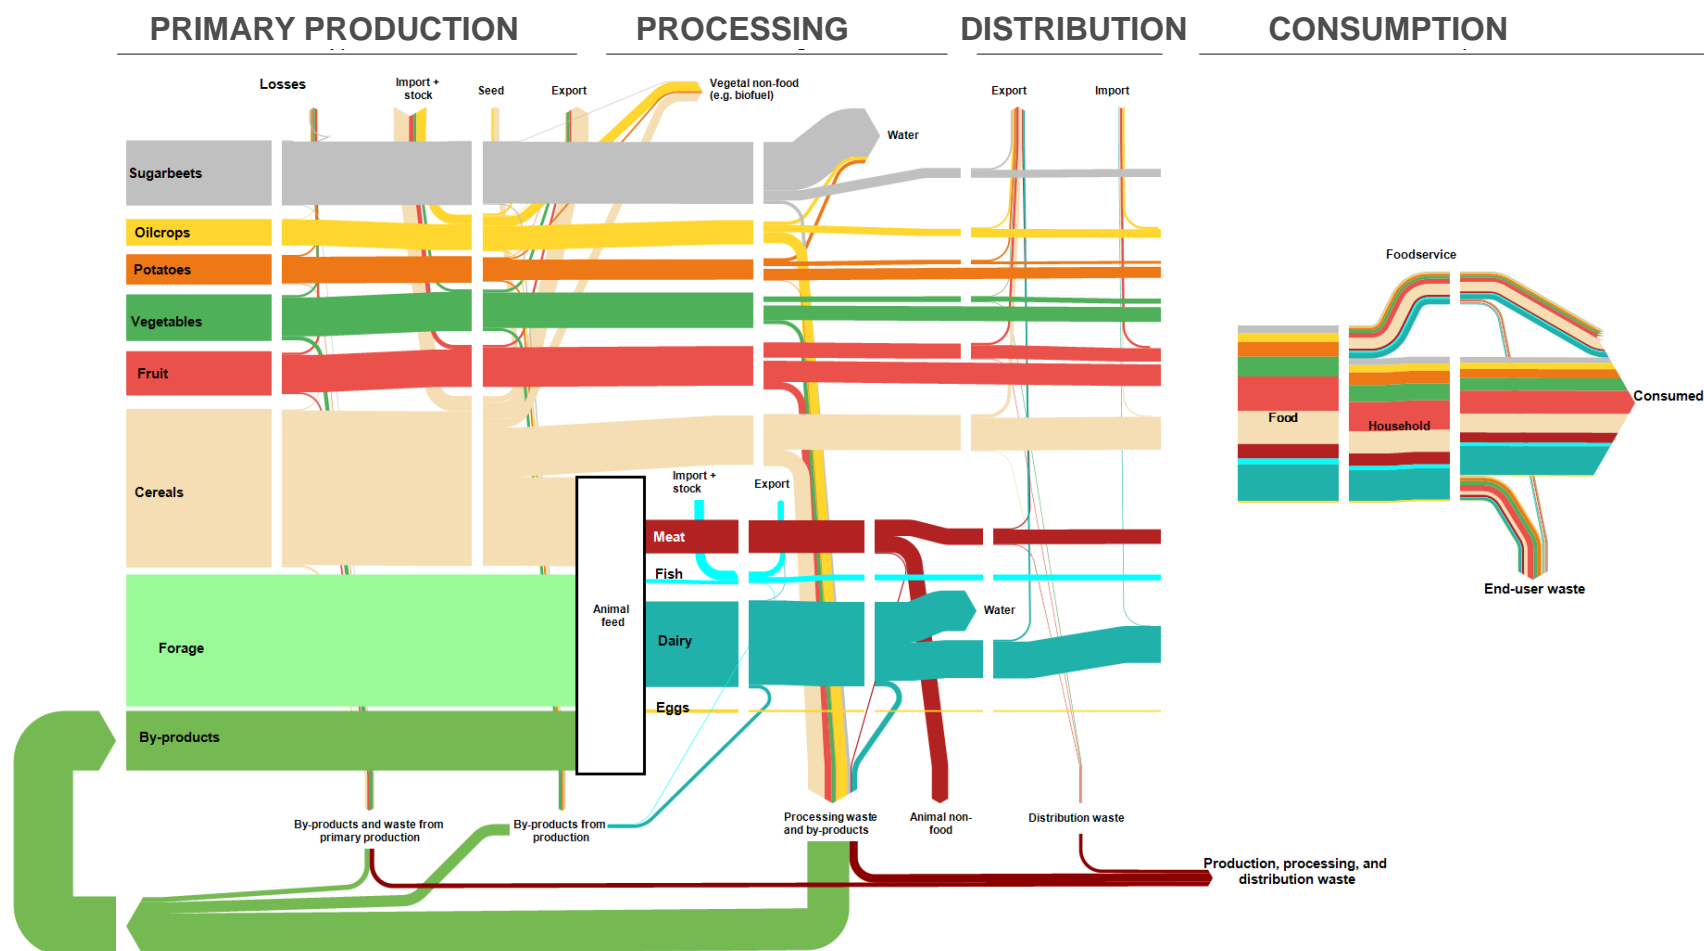 PRIMARY PRODUCTION
PROCESSING
DISTRIBUTION
CONSUMPTION
Losses
Import +
stock
Seed
Export
Vegetal non-food
(e.g. biofuel)
Water
Export
Import
Sugarbeets
Oilcrops
Potatoes
Vegetables
Fruit
Cereals
Forage
By-products
Animal
feed
Import +
stock
Export
Meat
Fish
Dairy
Eggs
Water
Foodservice
Food
Household
Consumed
End-user waste
By-products and waste from
primary production
By-products from
production
Processing waste
and by-products
Animal non-
food
Distribution waste
Production, processing, and
distribution waste